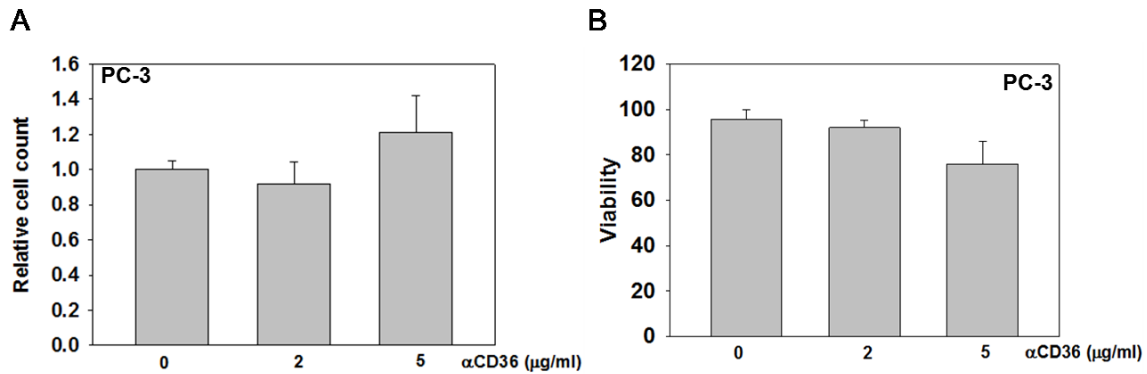 A
PC-3
Relative cell count
1.6
1.4
1.2
1.0
0.8
0.6
0.4
0.2
0.0
0 2 5 αCD36 (μg/ml)
B
PC-3
Viability
120
100
80
60
40
20
0
0 2 5 αCD36 (μg/ml)